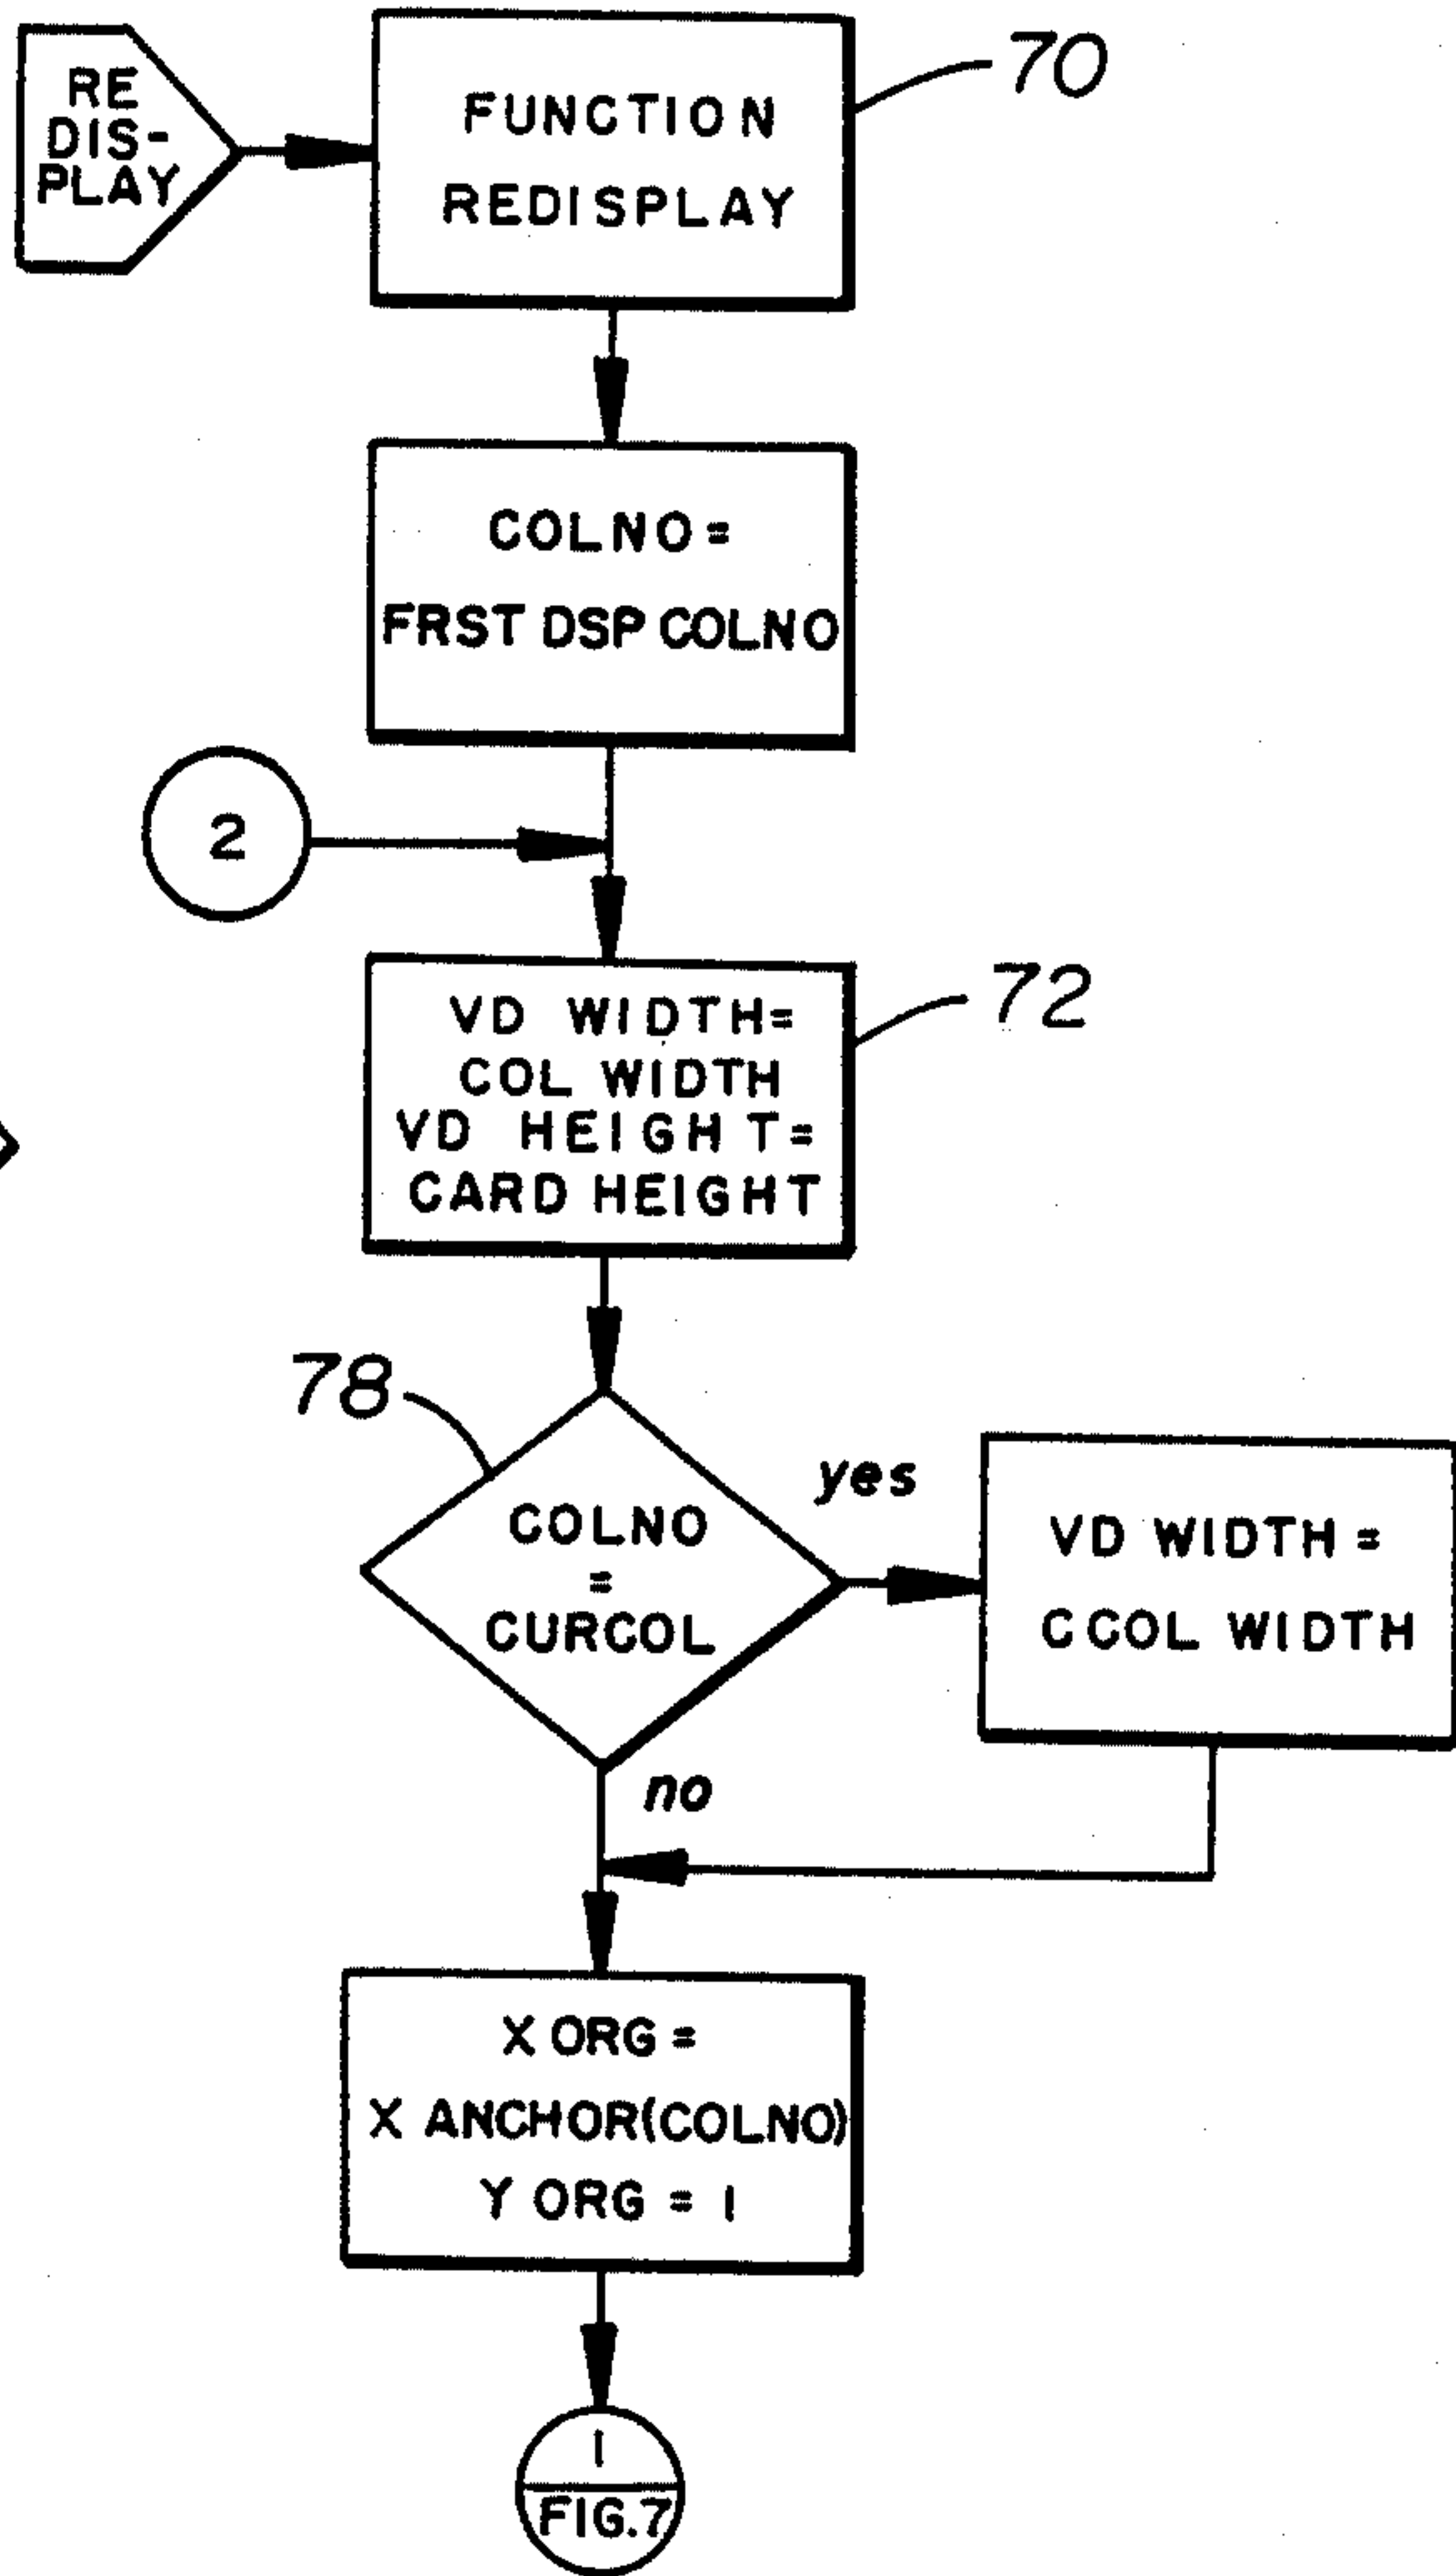 RE
DIS-
PLAY
FUNCTION
REDISPLAY
70
COLNO =
FRST DSP COLNO
2
VD WIDTH=
COL WIDTH
VD HEIGHT=
CARD HEIGHT
72
78
COLNO
=
CURCOL
yes
VD WIDTH =
CCOL WIDTH
no
X ORG =
X ANCHOR(COLNO)
Y ORG = 1
1
FIG.7